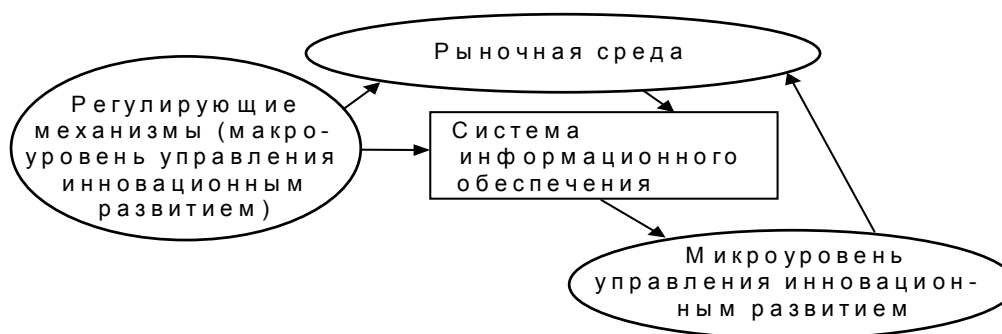 Рыночная среда
Регулирующие
механизмы (макро-
уровень управления
инновационным
развитием)
Система
информационного
обеспечения
Микроуровень
управления инновацион-
ным развитием